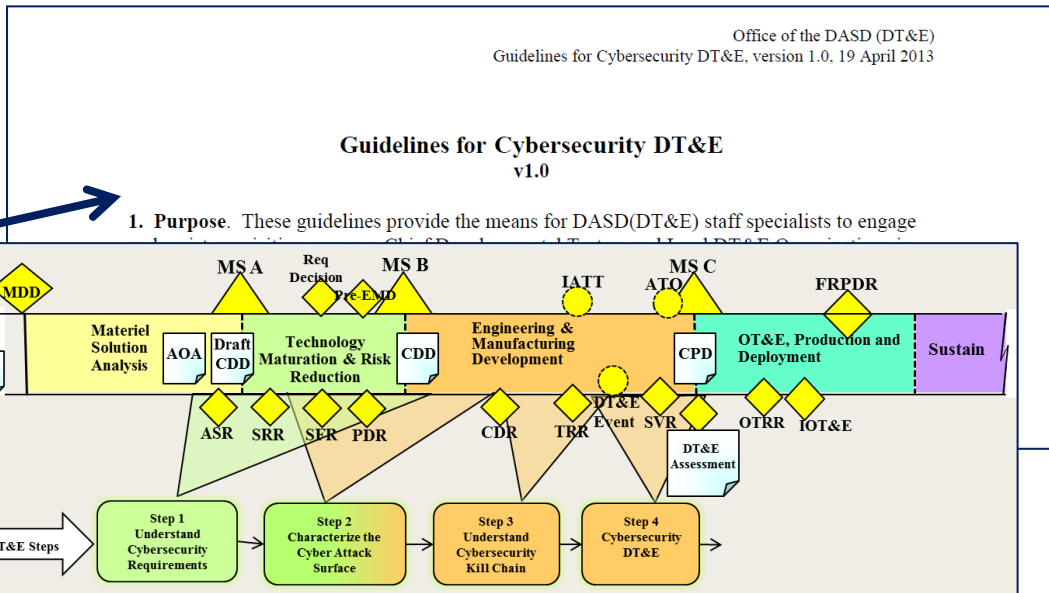 Office of the DASD (DT&E)
Guidelines for Cybersecurity DT&E, version 1.0, 19 April 2013
Guidelines for Cybersecurity DT&E
v1.0
1. Purpose. These guidelines provide the means for DASD(DT&E) staff specialists to engage
MDD
MS A
Req
Decision
Pre-EMD
MS B
IATT
ATO
MS C
FRPDR
Materiel
Solution
Analysis
AOA
Draft
CDD
Technology
Maturation & Risk
Reduction
CDD
Engineering &
Manufacturing
Development
CPD
OT&E, Production and
Deployment
Sustain
ASR
SRR
SFR
PDR
CDR
TRR
DT&E
Event
SVR
DT&E
Assessment
OTRR
IOT&E
T&E Steps
Step 1
Understand
Cybersecurity
Requirements
Step 2
Characterize the
Cyber Attack
Surface
Step 3
Understand
Cybersecurity
Kill Chain
Step 4
Cybersecurity
DT&E